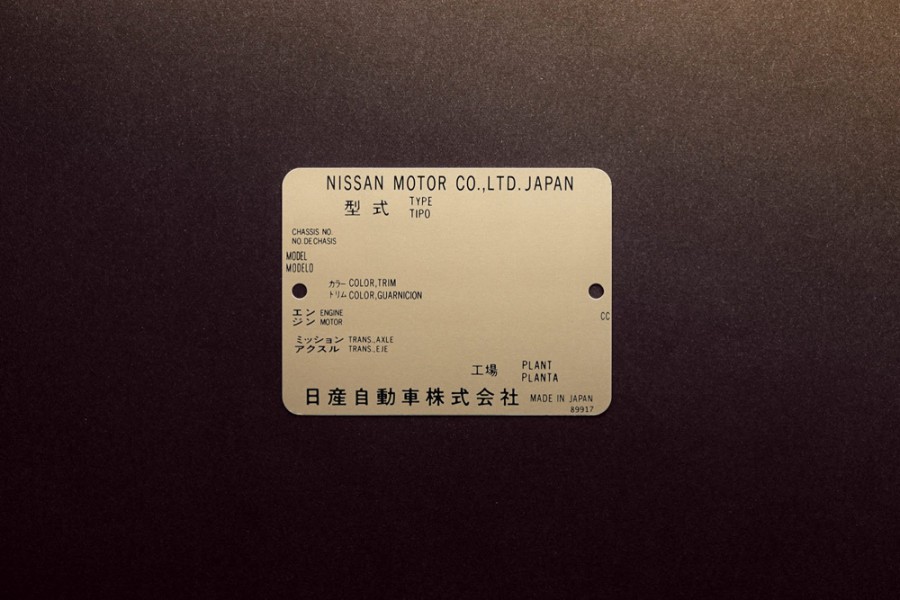 NISSAN MOTOR CO.,LTD. JAPAN
型式 TYPE
TIPO
CHASSIS NO.
NO. DE CHASIS
MODEL
MODELO
カラー COLOR,TRIM
トリム COLOR,GUARNICION
エン ENGINE
ジン MOTOR
CC
ミッション TRANS.,AXLE
アクスル TRANS.,EJE
工場 PLANT
PLANTA
日産自動車株式会社 MADE IN JAPAN
89917